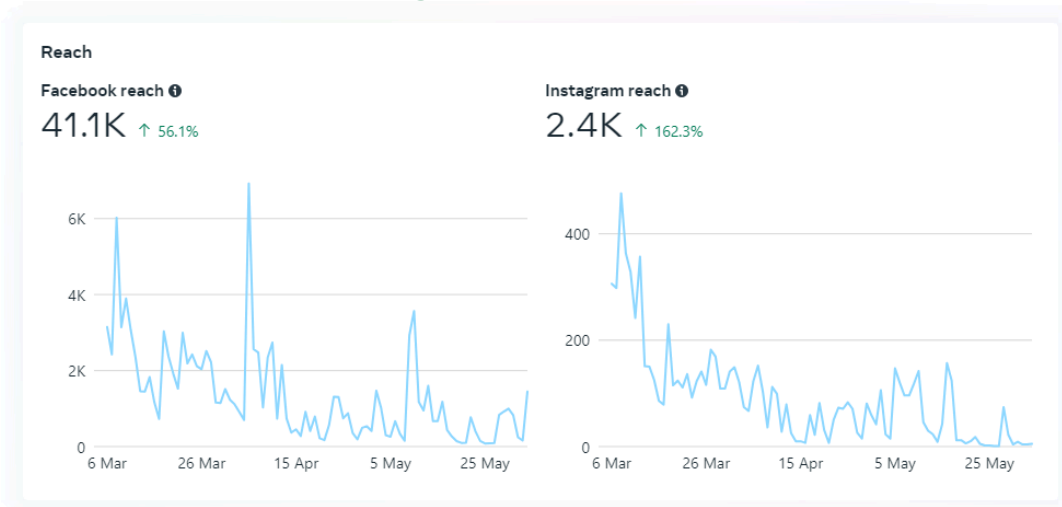 Reach
Facebook reach
41.1K ↑ 56.1%
6K
4K
2K
0
6 Mar 26 Mar 15 Apr 5 May 25 May
Instagram reach
2.4K ↑ 162.3%
400
200
0
6 Mar 26 Mar 15 Apr 5 May 25 May